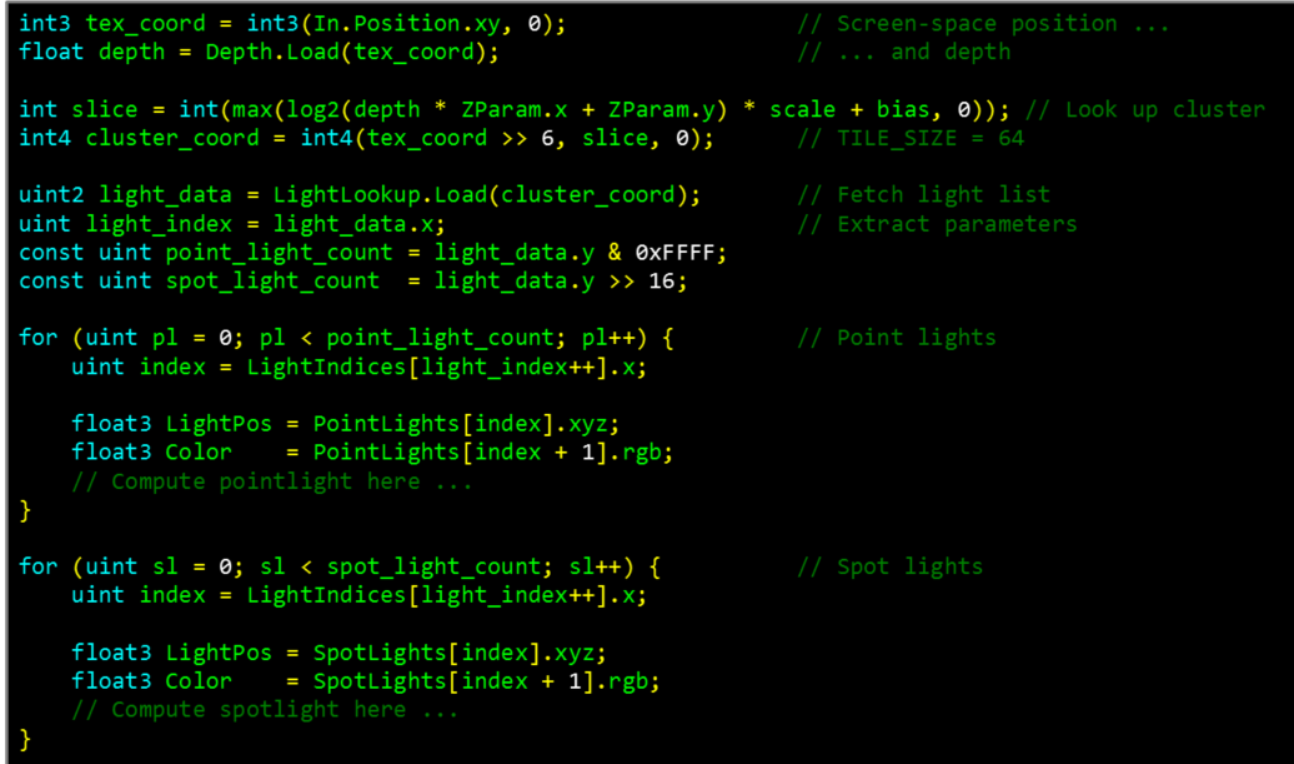 int3 tex_coord = int3(In.Position.xy, 0); // Screen-space position ...
float depth = Depth.Load(tex_coord); // ... and depth
int slice = int(max(log2(depth * ZParam.x + ZParam.y) * scale + bias, 0)); // Look up cluster
int4 cluster_coord = int4(tex_coord >> 6, slice, 0); // TILE_SIZE = 64
uint2 light_data = LightLookup.Load(cluster_coord); // Fetch light list
uint light_index = light_data.x; // Extract parameters
const uint point_light_count = light_data.y & 0xFFFF;
const uint spot_light_count = light_data.y >> 16;
for (uint pl = 0; pl < point_light_count; pl++) { // Point lights
uint index = LightIndices[light_index++].x;
float3 LightPos = PointLights[index].xyz;
float3 Color = PointLights[index + 1].rgb;
// Compute pointlight here ...
}
for (uint sl = 0; sl < spot_light_count; sl++) { // Spot lights
uint index = LightIndices[light_index++].x;
float3 LightPos = SpotLights[index].xyz;
float3 Color = SpotLights[index + 1].rgb;
// Compute spotlight here ...
}